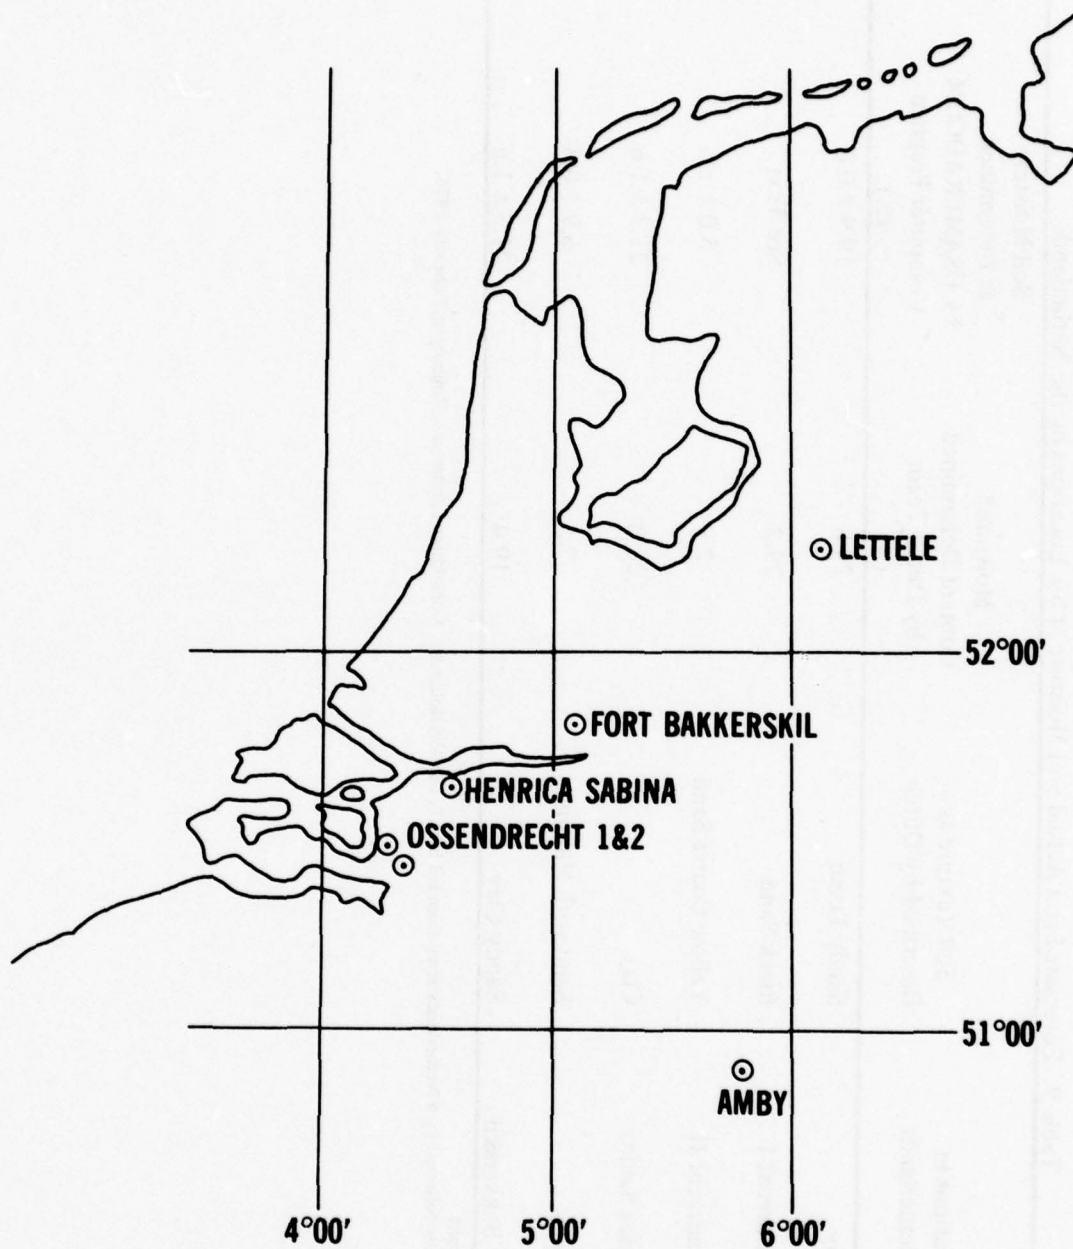 LETTELE
52°00'
FORT BAKKERSKIL
HENRICA SABINA
OSSENDRECHT 1&2
51°00'
AMBY
4°00'
5°00'
6°00'